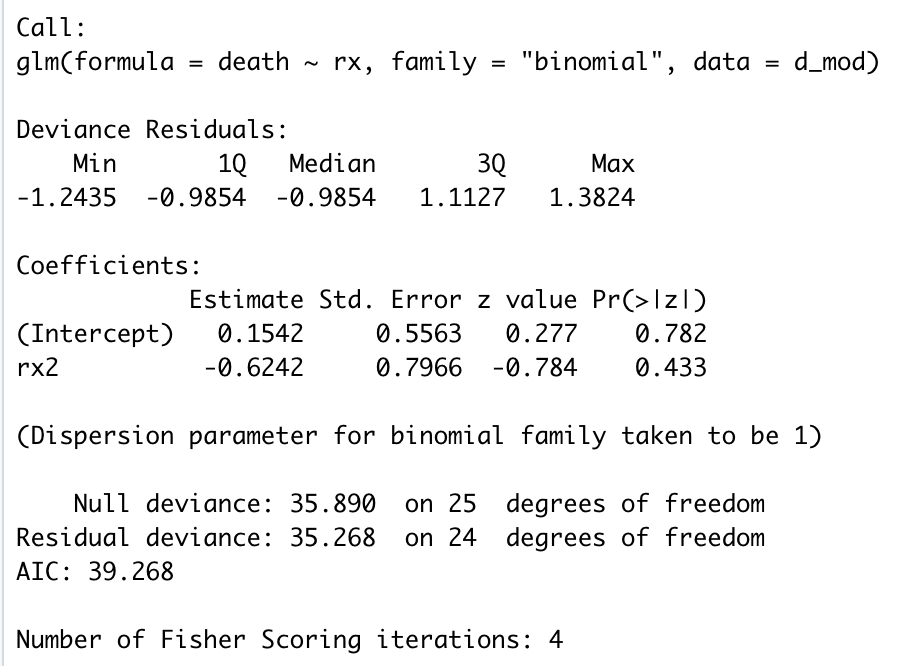 Call:
glm(formula = death ~ rx, family = "binomial", data = d_mod)
Deviance Residuals:
    Min       1Q   Median       3Q      Max
-1.2435  -0.9854  -0.9854   1.1127   1.3824
Coefficients:
            Estimate Std. Error z value Pr(>|z|)
(Intercept)   0.1542     0.5563   0.277    0.782
rx2          -0.6242     0.7966  -0.784    0.433
(Dispersion parameter for binomial family taken to be 1)
    Null deviance: 35.890  on 25  degrees of freedom
Residual deviance: 35.268  on 24  degrees of freedom
AIC: 39.268
Number of Fisher Scoring iterations: 4